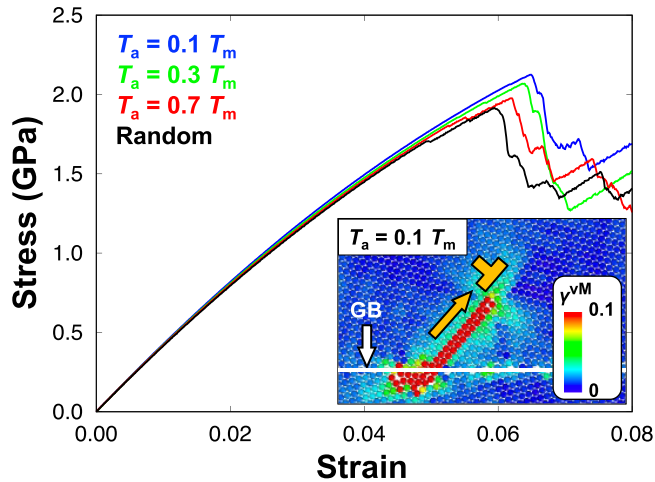 2.5
2.0
1.5
1.0
0.5
0.0
Stress (GPa)
Tₐ = 0.1 Tₘ
Tₐ = 0.3 Tₘ
Tₐ = 0.7 Tₘ
Random
Tₐ = 0.1 Tₘ
GB
γᵛᴹ
0.1
0
0.00
0.02
0.04
0.06
0.08
Strain